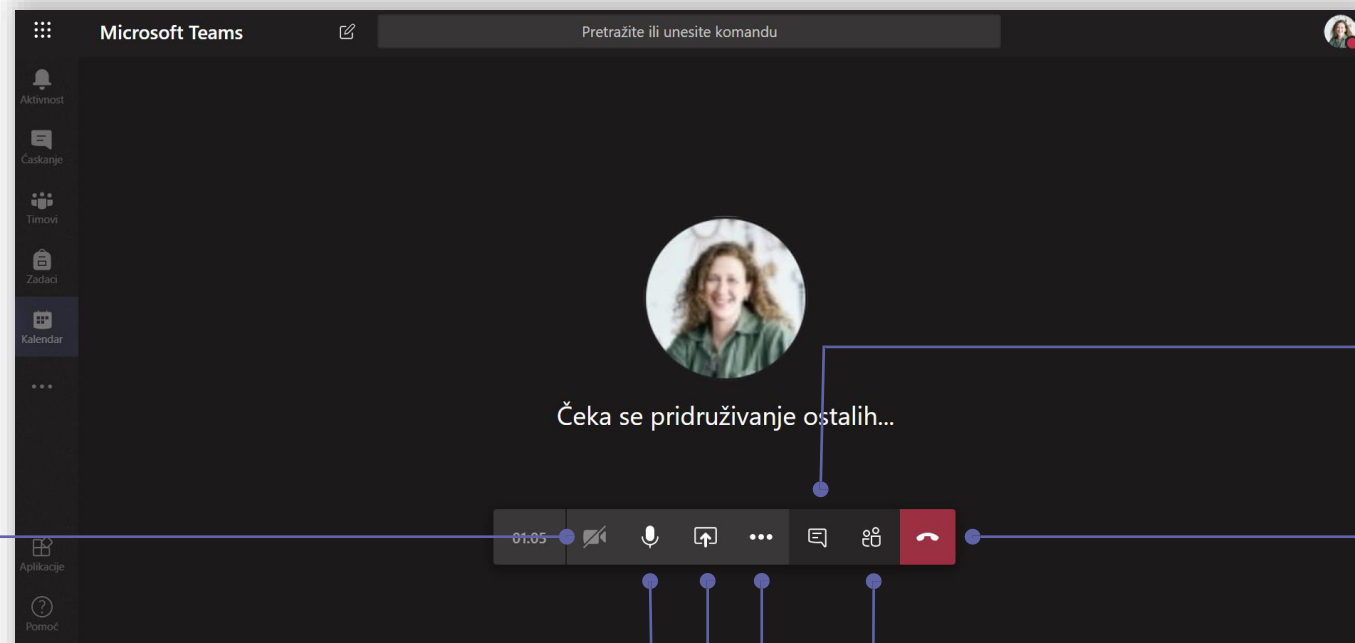 Microsoft Teams
Pretražite ili unesite komandu
Aktivnost
Ćaskanje
Timovi
Zadaci
Kalendar
Čeka se pridruživanje ostalih...
01:05
Aplikacije
Pomoć